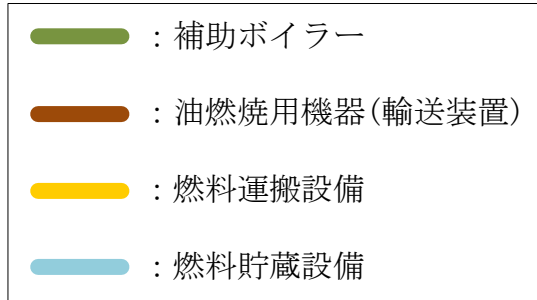 ：補助ボイラー
：油燃焼用機器(輸送装置)
：燃料運搬設備
：燃料貯蔵設備